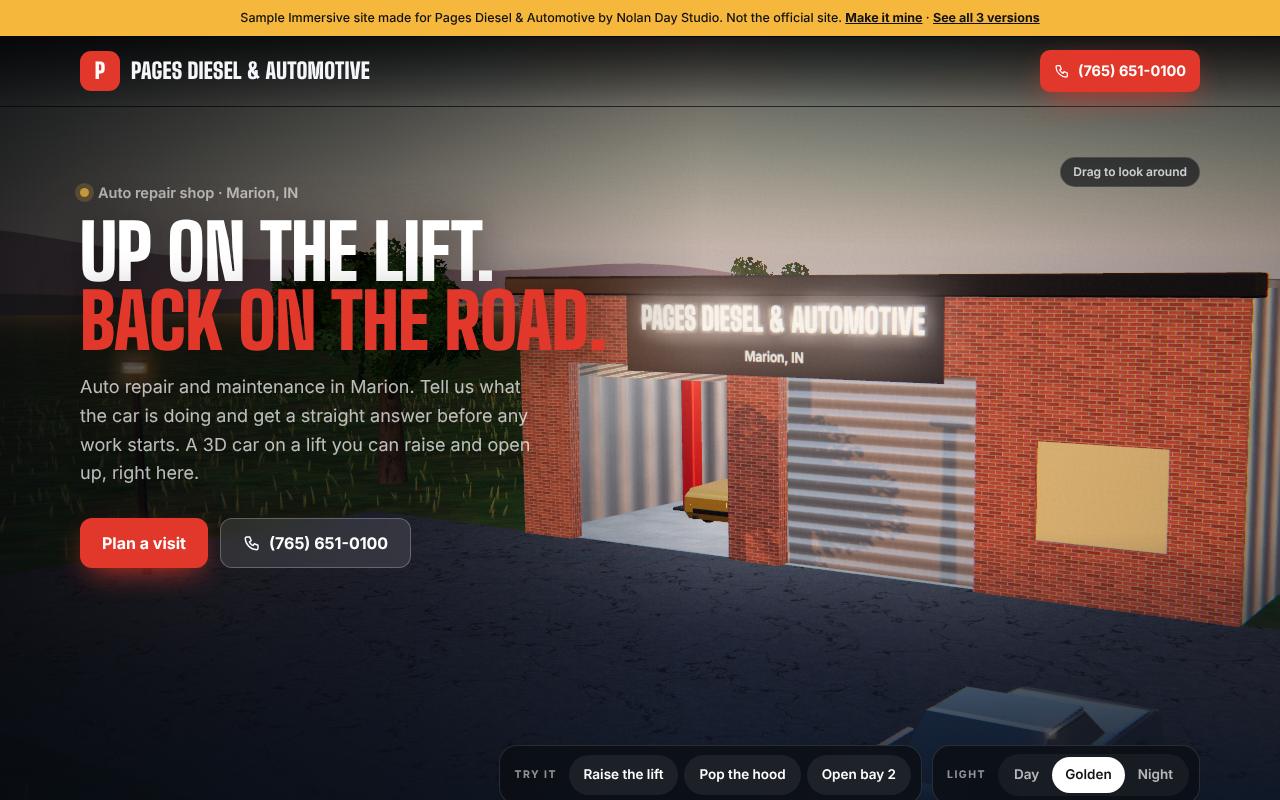 Sample Immersive site made for Pages Diesel & Automotive by Nolan Day Studio. Not the official site. Make it mine · See all 3 versions
P PAGES DIESEL & AUTOMOTIVE
(765) 651-0100
Drag to look around
Auto repair shop · Marion, IN
UP ON THE LIFT.
BACK ON THE ROAD.
PAGES DIESEL & AUTOMOTIVE
Marion, IN
Auto repair and maintenance in Marion. Tell us what
the car is doing and get a straight answer before any
work starts. A 3D car on a lift you can raise and open
up, right here.
Plan a visit
(765) 651-0100
TRY IT Raise the lift Pop the hood Open bay 2
LIGHT Day Golden Night